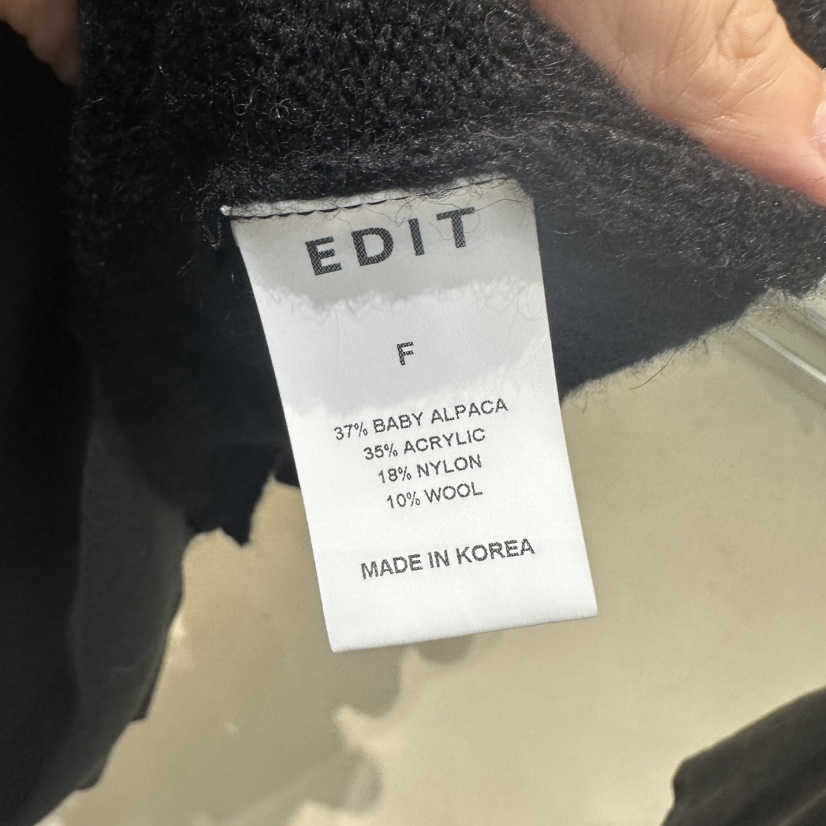 EDIT
F
37% BABY ALPACA
35% ACRYLIC
18% NYLON
10% WOOL
MADE IN KOREA